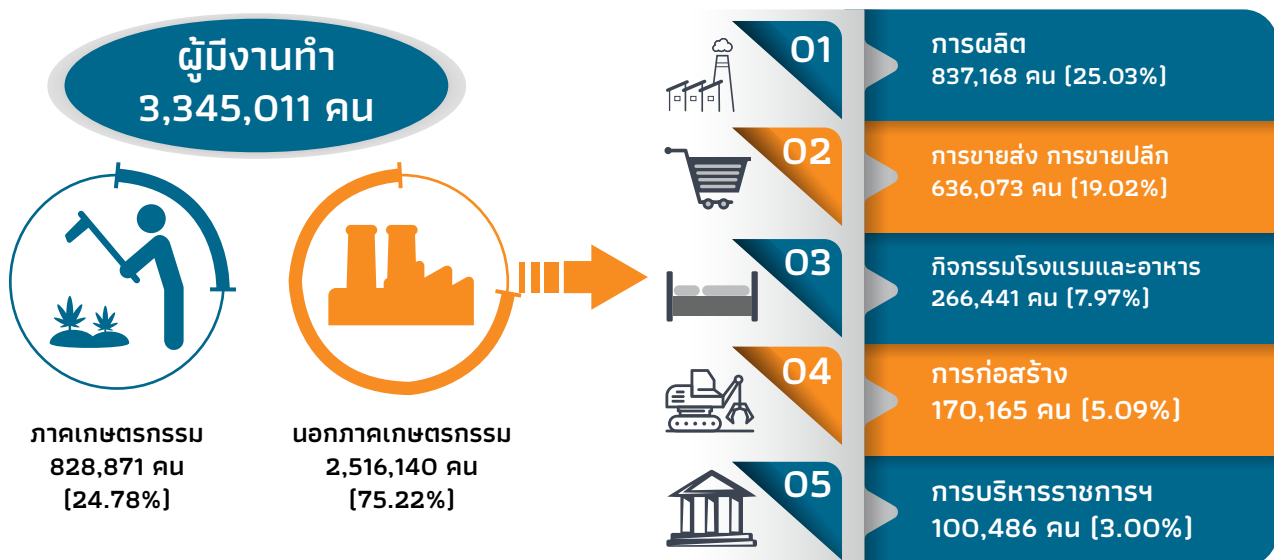 ผู้มีงานทำ
3,345,011 คน
ภาคเกษตรกรรม
828,871 คน
(24.78%)
นอกภาคเกษตรกรรม
2,516,140 คน
(75.22%)
01
การผลิต
837,168 คน (25.03%)
02
การขายส่ง การขายปลีก
636,073 คน (19.02%)
03
กิจกรรมโรงแรมและอาหาร
266,441 คน (7.97%)
04
การก่อสร้าง
170,165 คน (5.09%)
05
การบริหารราชการฯ
100,486 คน (3.00%)